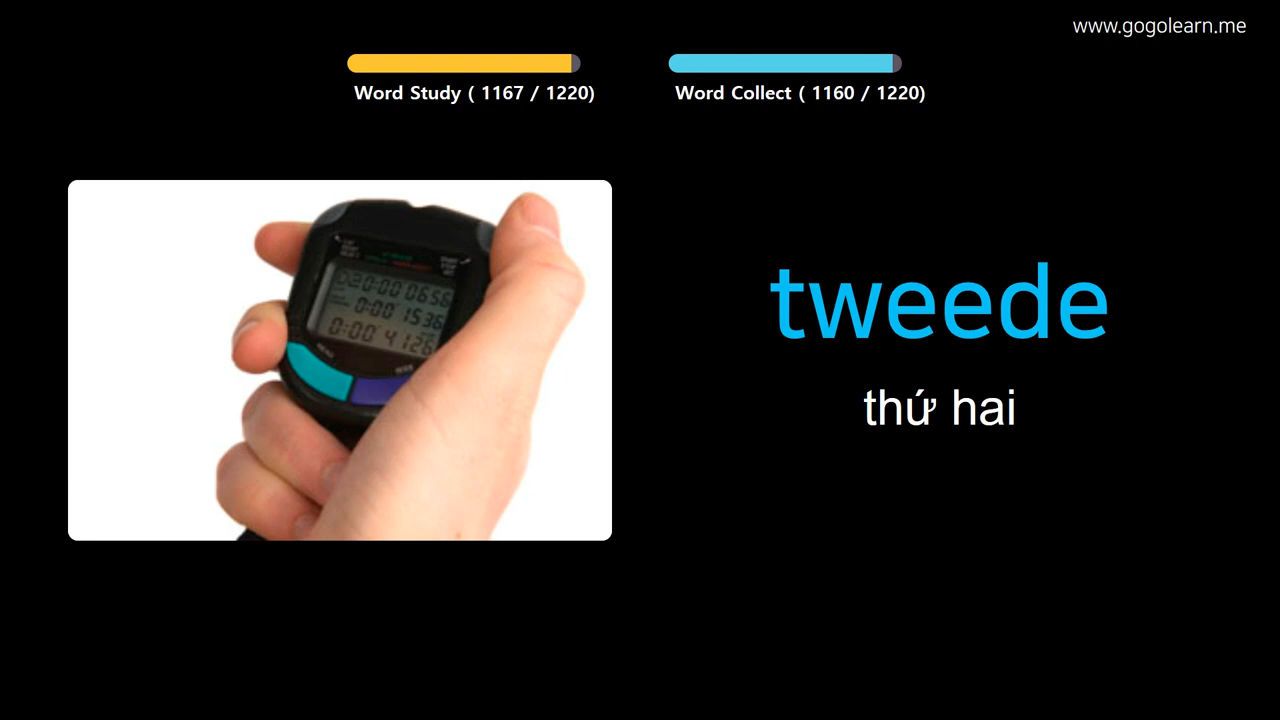 www.gogolearn.me
Word Study ( 1167 / 1220)
Word Collect ( 1160 / 1220)
tweede
thứ hai